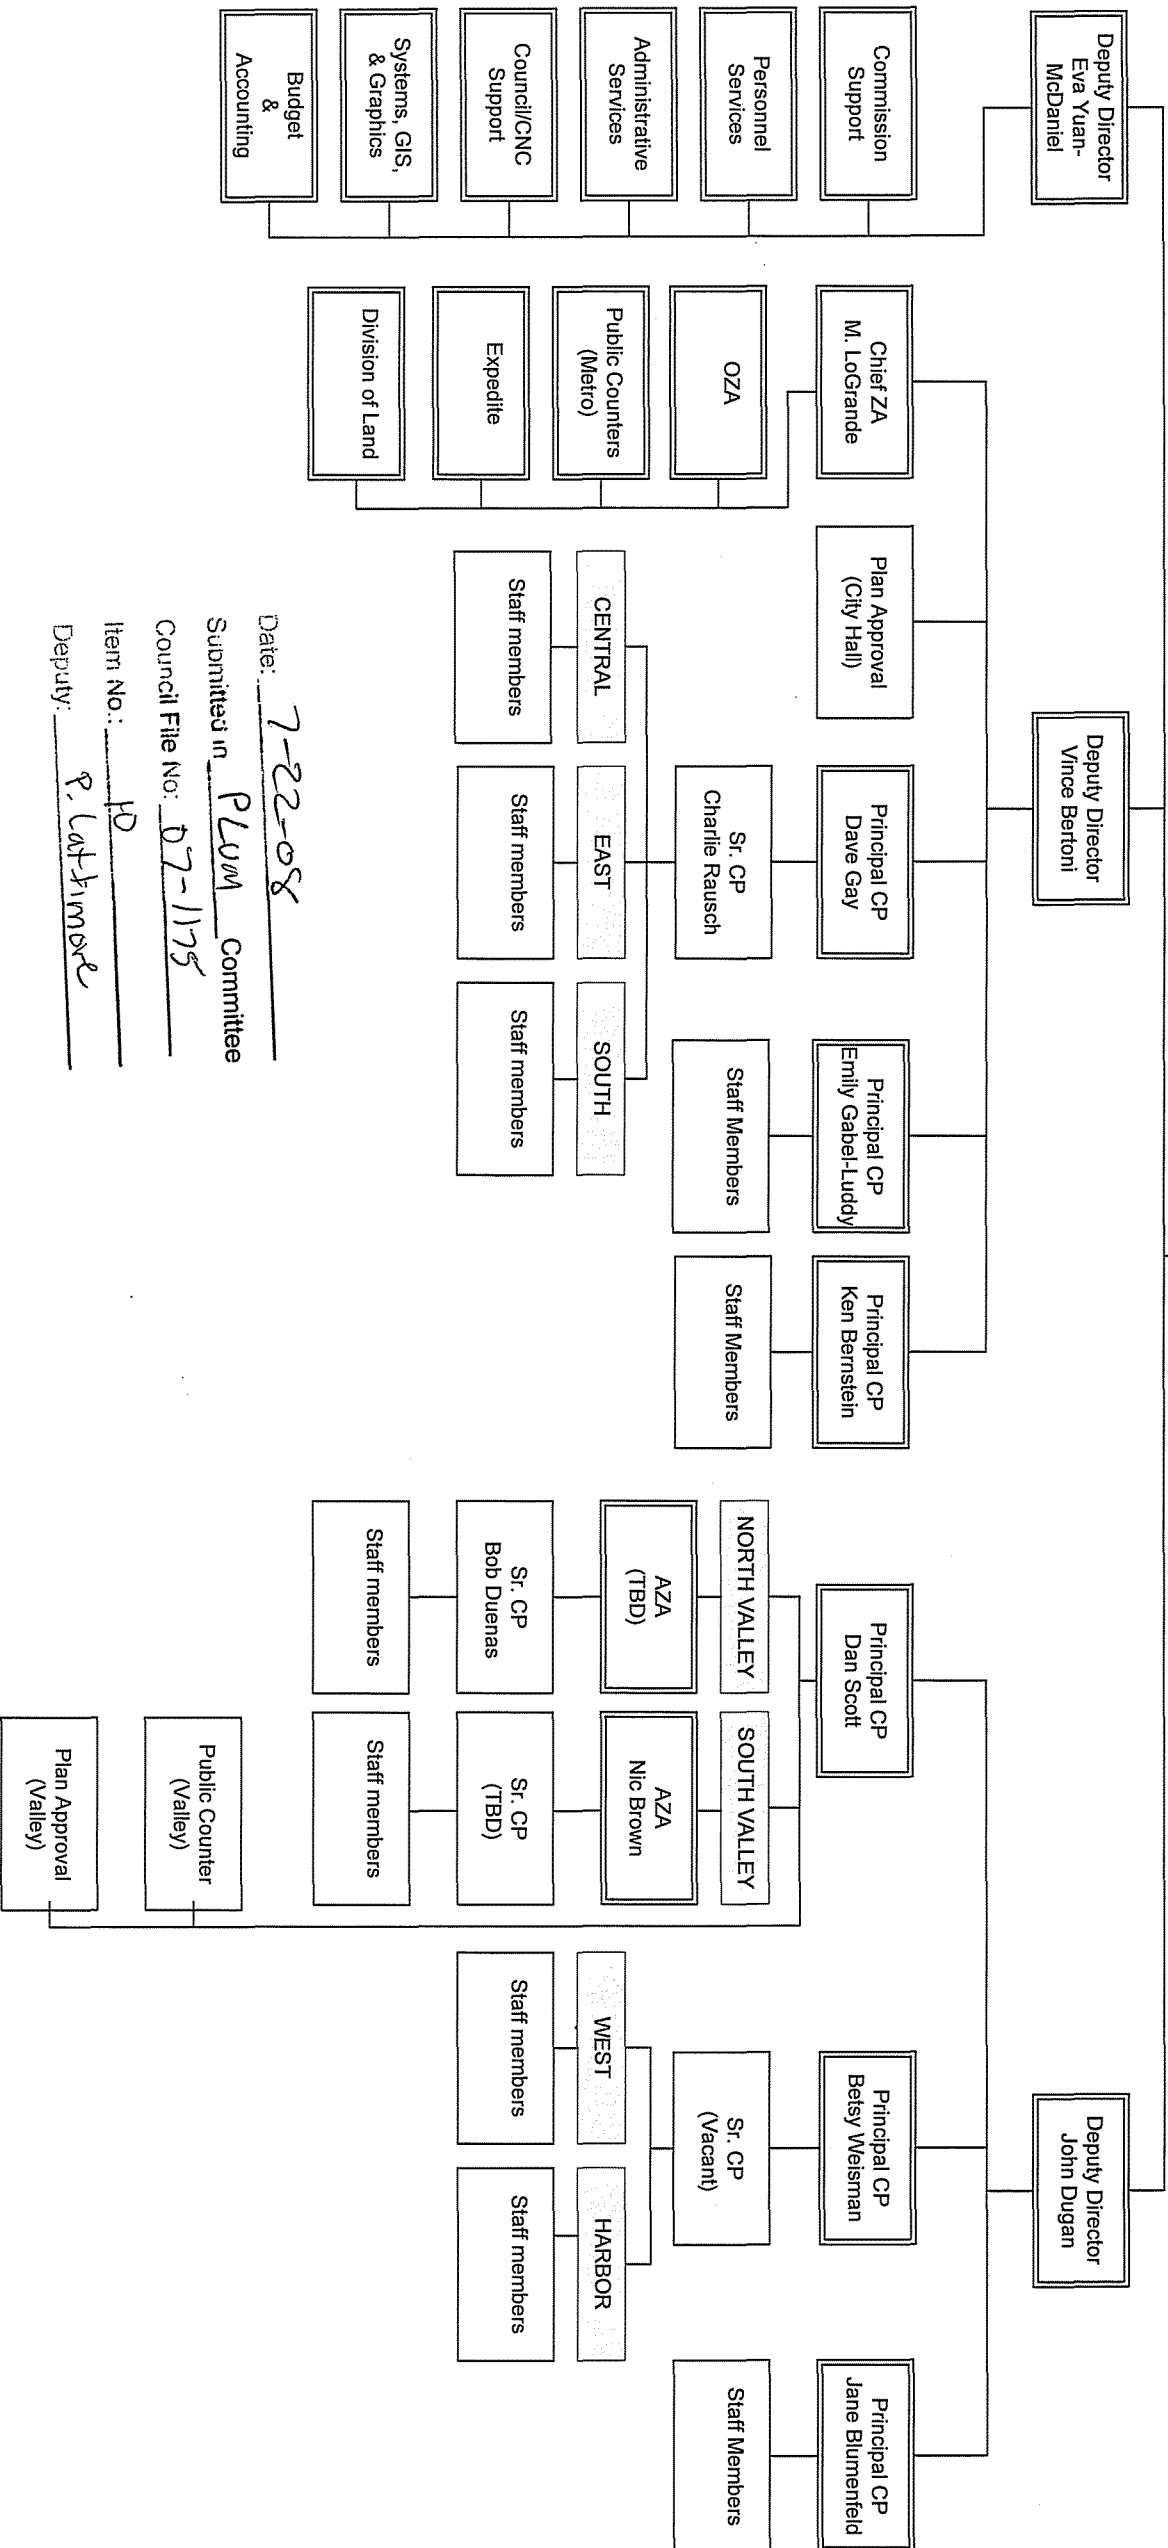 Deputy Director
Eva Yuan-
McDaniel
Commission
Support
Personnel
Services
Administrative
Services
Council/CNC
Support
Systems, GIS,
& Graphics
Budget
&
Accounting
Deputy Director
Vince Bertoni
Chief ZA
M. LoGrande
OZA
Public Counters
(Metro)
Expedite
Division of Land
Plan Approval
(City Hall)
Principal CP
Dave Gay
Sr. CP
Charlie Rausch
CENTRAL
Staff members
EAST
Staff members
SOUTH
Staff members
Principal CP
Emily Gabel-Luddy
Staff Members
Principal CP
Ken Bernstein
Staff Members
Deputy Director
John Dugan
Principal CP
Dan Scott
NORTH VALLEY
AZA
(TBD)
Sr. CP
Bob Duenas
Staff members
SOUTH VALLEY
AZA
Nic Brown
Sr. CP
(TBD)
Staff members
Public Counter
(Valley)
Plan Approval
(Valley)
Principal CP
Betsy Weisman
Sr. CP
(Vacant)
WEST
Staff members
HARBOR
Staff members
Principal CP
Jane Blumenfeld
Staff Members
Date: 7-22-08
Submitted in PLUM Committee
Council File No: 07-1175
Item No.: 10
Deputy: P. Lattimore